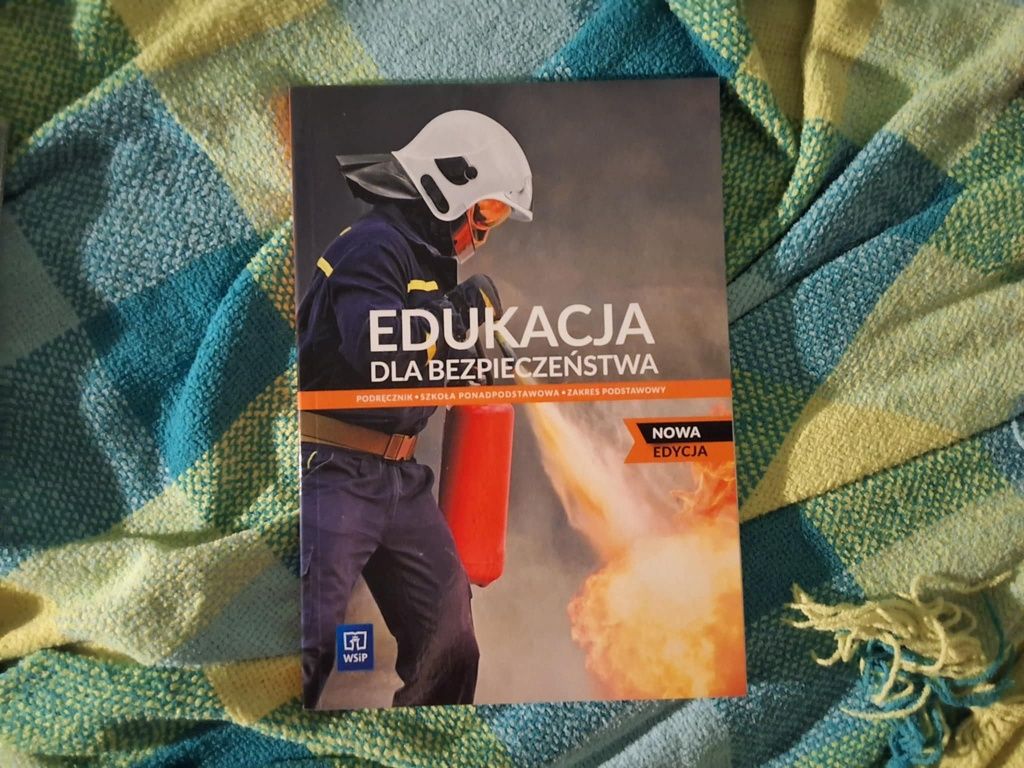 EDUKACJA
DLA BEZPIECZEŃSTWA
PODRĘCZNIK • SZKOŁA PONADPODSTAWOWA • ZAKRES PODSTAWOWY
NOWA
EDYCJA
WSiP